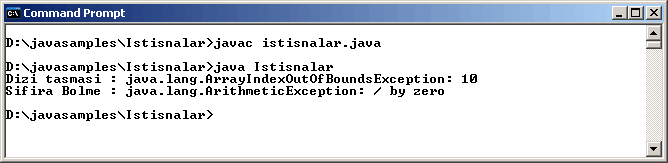 Command Prompt
D:\javasamples\Istisnalar>javac istisnalar.java
D:\javasamples\Istisnalar>java Istisnalar
Dizi tasmasi : java.lang.ArrayIndexOutOfBoundsException: 10
Sifira Bolme : java.lang.ArithmeticException: / by zero
D:\javasamples\Istisnalar>